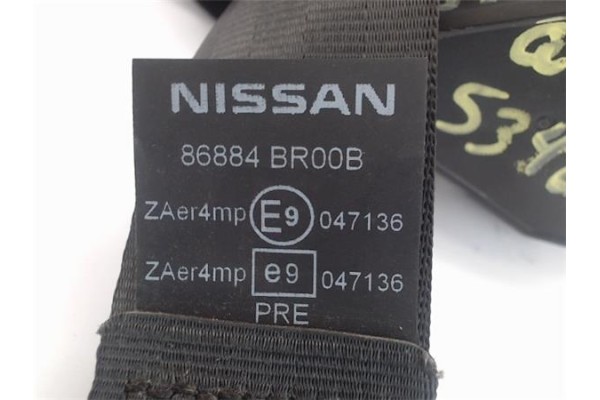 NISSAN
86884 BR00B
ZAer4mp E9 047136
ZAer4mp e9 047136
PRE